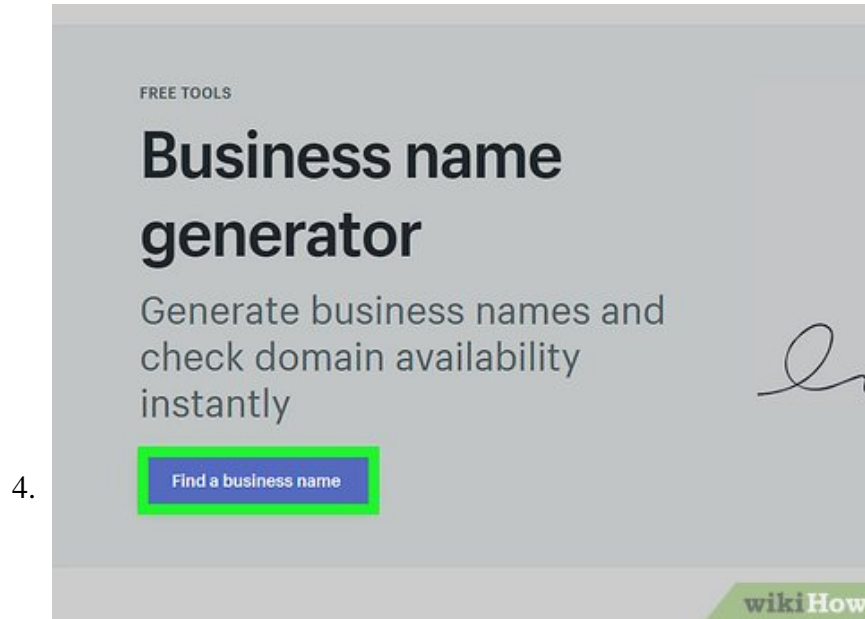 FREE TOOLS
Business name
generator
Generate business names and
check domain availability
instantly
Find a business name
4.
wikiHow